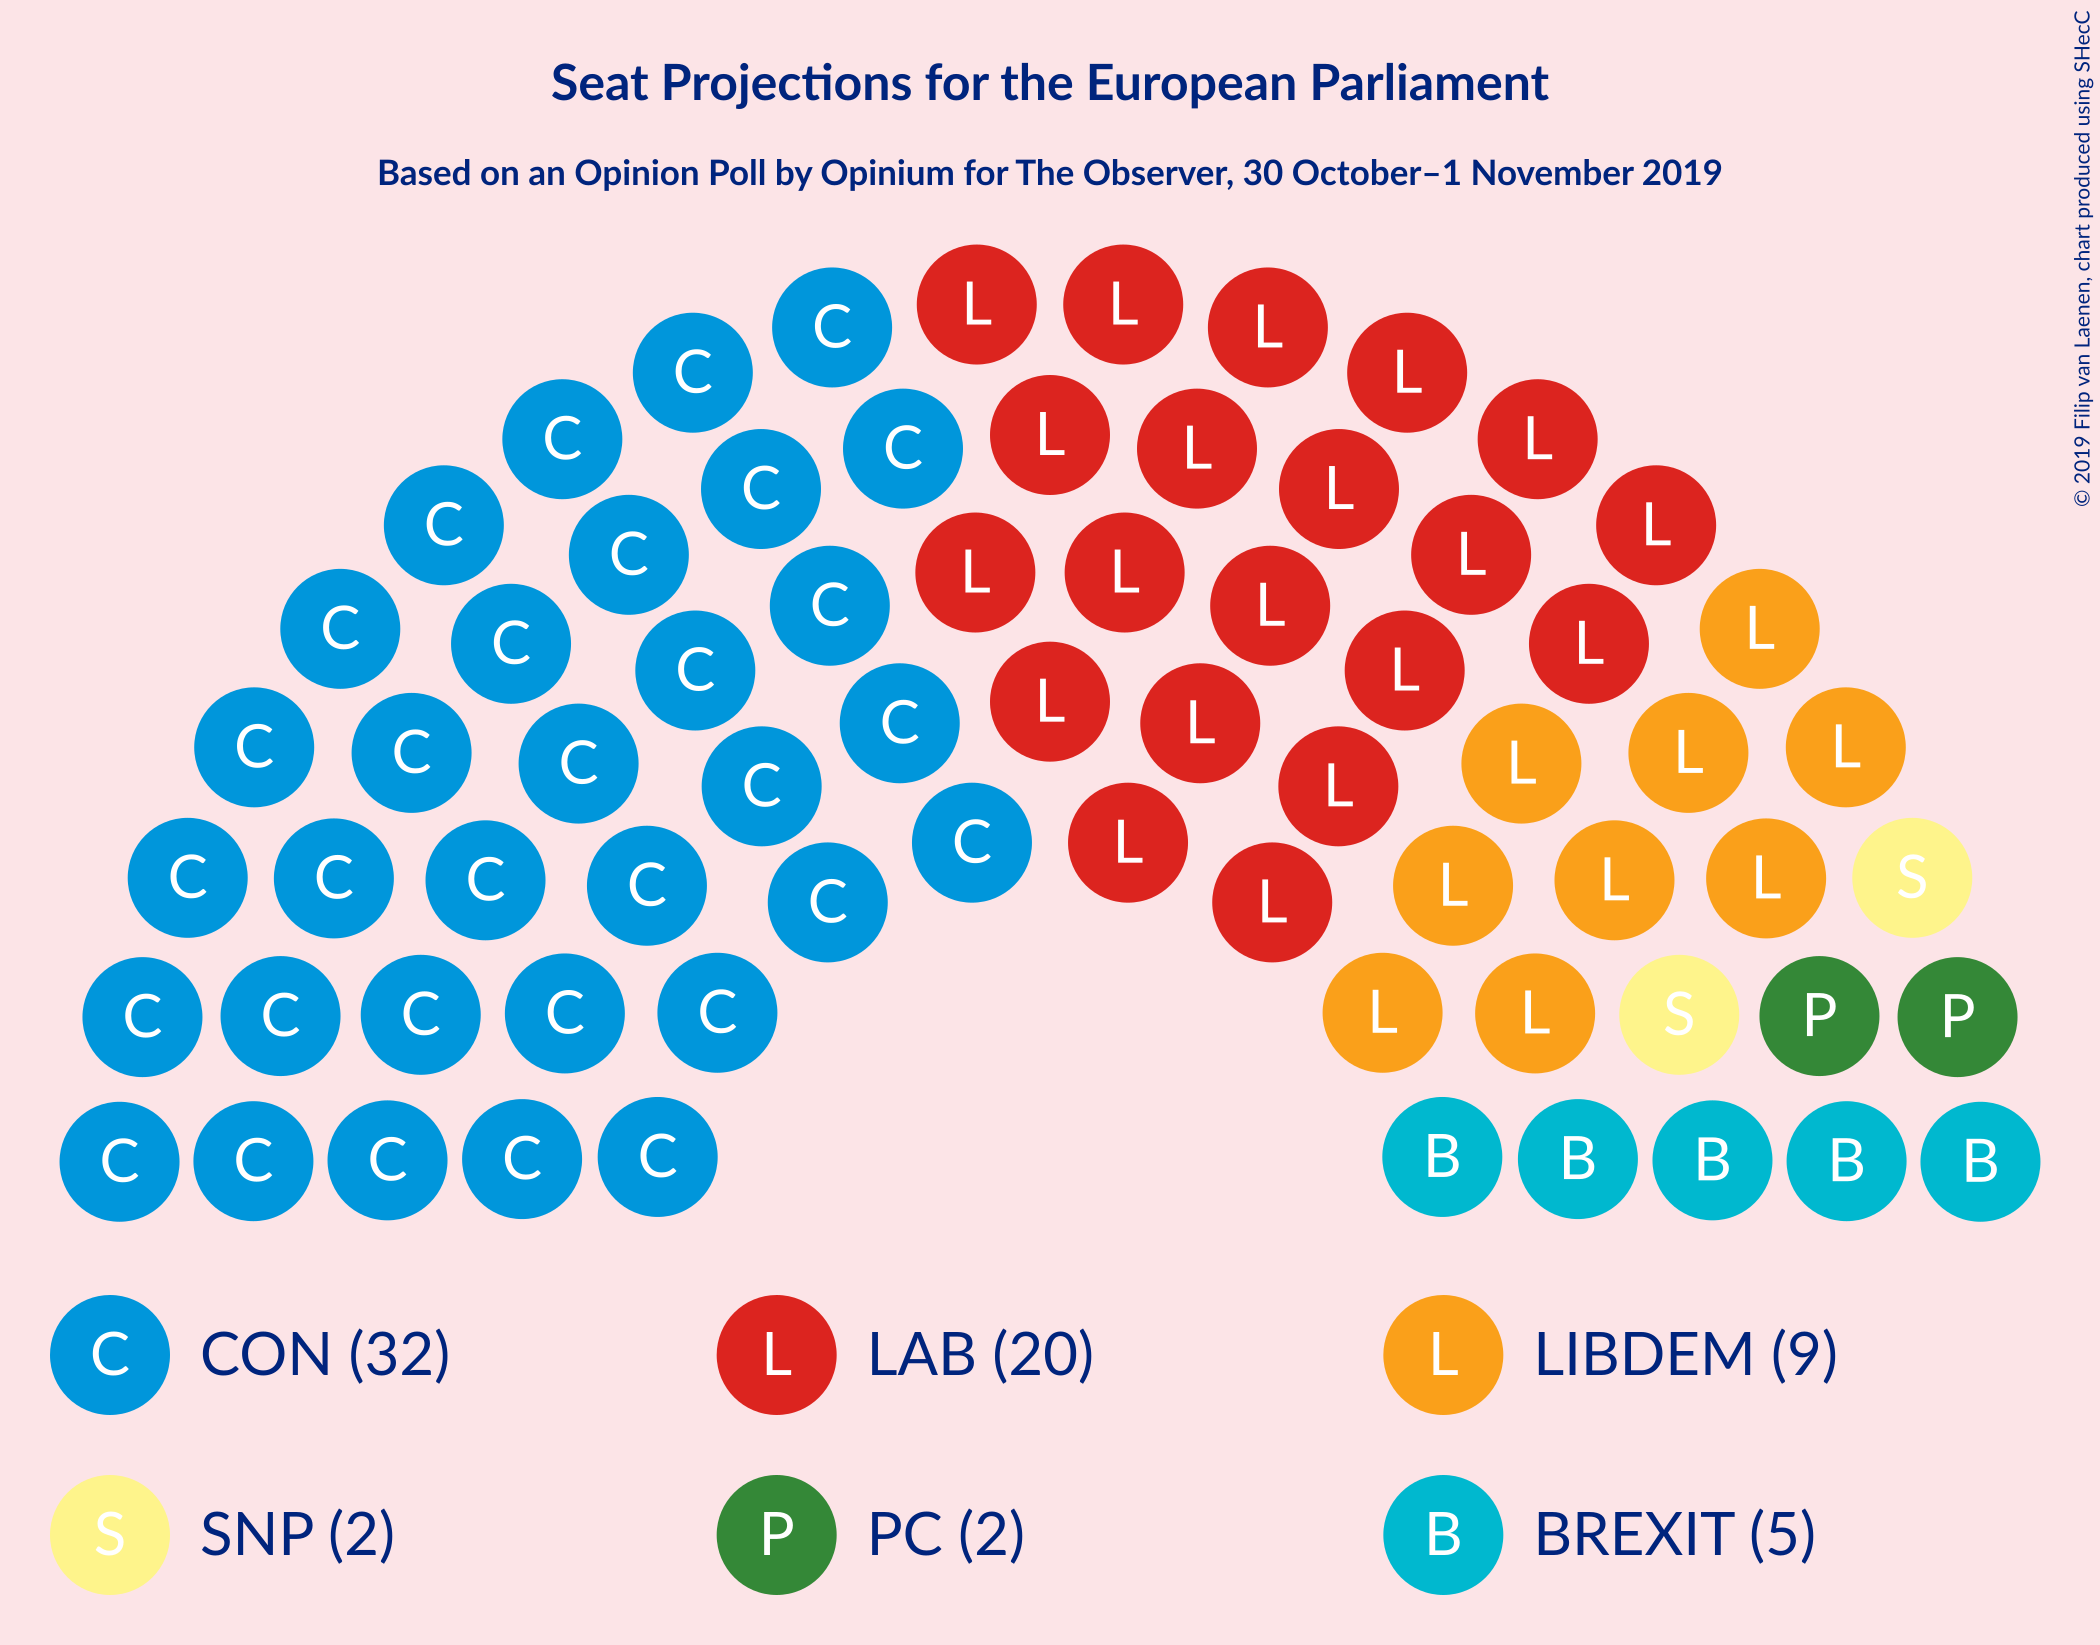 Seat Projections for the European Parliament
Based on an Opinion Poll by Opinium for The Observer, 30 October–1 November 2019
© 2019 Filip van Laenen, chart produced using SHecC
L L
C L
C L
C L
C L
C L
C L
C L
C L L
C C L L
C L
C L
C L
C L
C L
C L
C L
C C L L
C L
C C C S
C L L
C L
C L
C C L P
C C L S P
C L
C C C C C B B B B B
C CON (32) L LAB (20) L LIBDEM (9)
S SNP (2) P PC (2) B BREXIT (5)